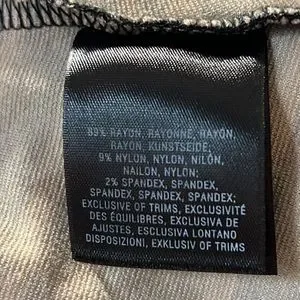 89% RAYON, RAYONNE, RAYON,
RAYON, KUNSTSEIDE;
9% NYLON, NYLON, NILÓN,
NAILON, NYLON;
2% SPANDEX, SPANDEX,
SPANDEX, SPANDEX, SPANDEX;
EXCLUSIVE OF TRIMS, EXCLUSIVITÉ
DES ÉQUILIBRES, EXCLUSIVA DE
AJUSTES, ESCLUSIVA LONTANO
DISPOSIZIONI, EXKLUSIV OF TRIMS